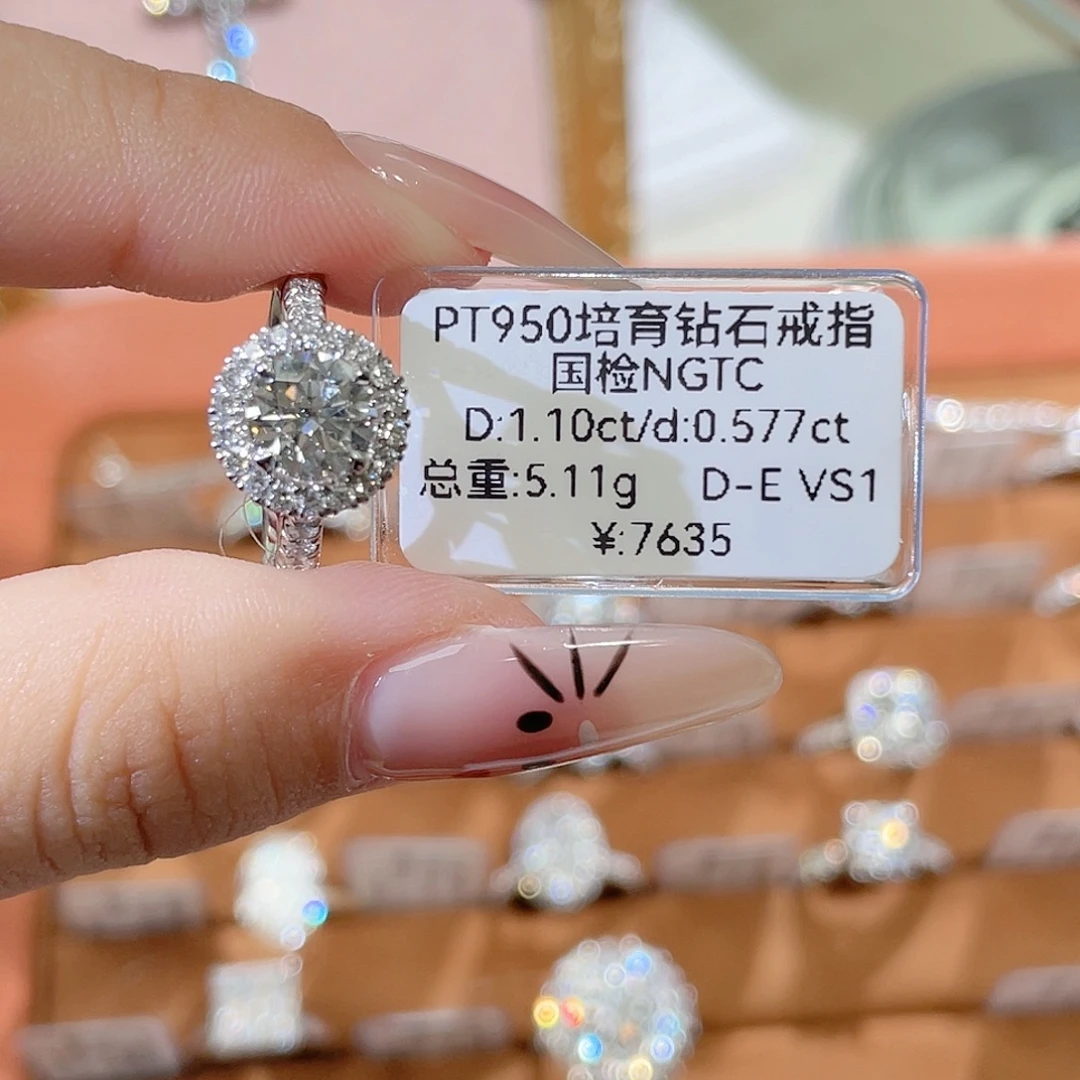 PT950培育钻石戒指
国检NGTC
D:1.10ct/d:0.577ct
总重:5.11g D-E VS1
¥:7635